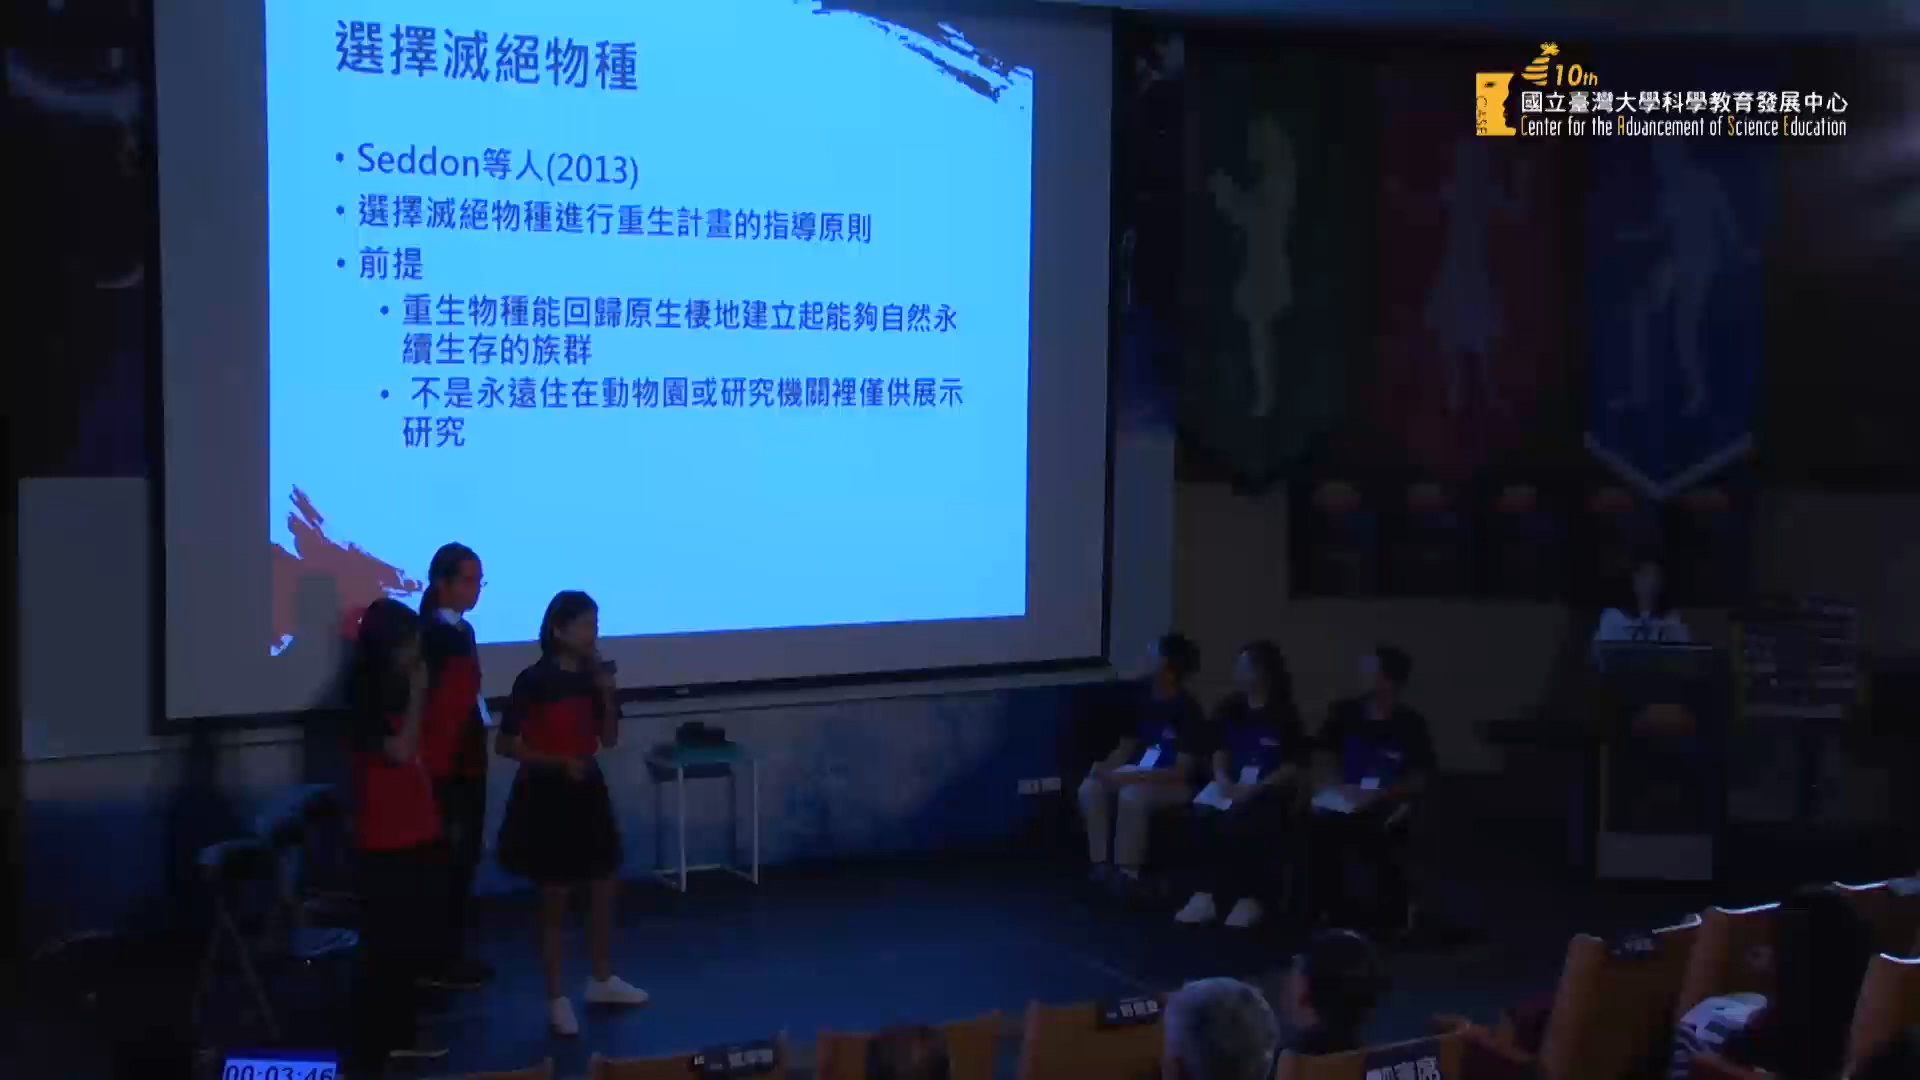 選擇滅絕物種
• Seddon等人(2013)
• 選擇滅絕物種進行重生計畫的指導原則
• 前提
• 重生物種能回歸原生棲地建立起能夠自然永
續生存的族群
• 不是永遠住在動物園或研究機關裡僅供展示
研究
10th
CASE
國立臺灣大學科學教育發展中心
Center for the Advancement of Science Education
00:03:46